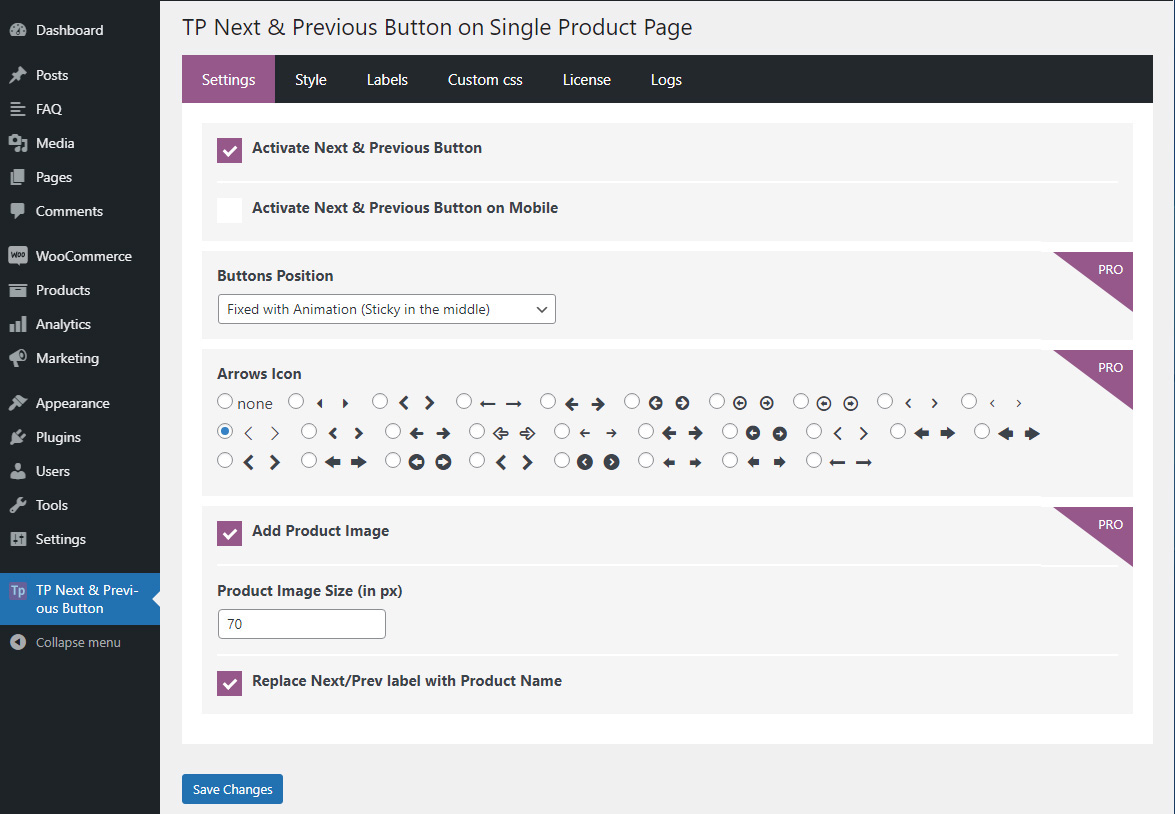 Dashboard
Posts
FAQ
Media
Pages
Comments
WooCommerce
Products
Analytics
Marketing
Appearance
Plugins
Users
Tools
Settings
Tp TP Next & Previ-
ous Button
Collapse menu
TP Next & Previous Button on Single Product Page
Settings Style Labels Custom css License Logs
Activate Next & Previous Button
Activate Next & Previous Button on Mobile
Buttons Position
PRO
Fixed with Animation (Sticky in the middle)
Arrows Icon
PRO
none
Add Product Image
PRO
Product Image Size (in px)
70
Replace Next/Prev label with Product Name
Save Changes